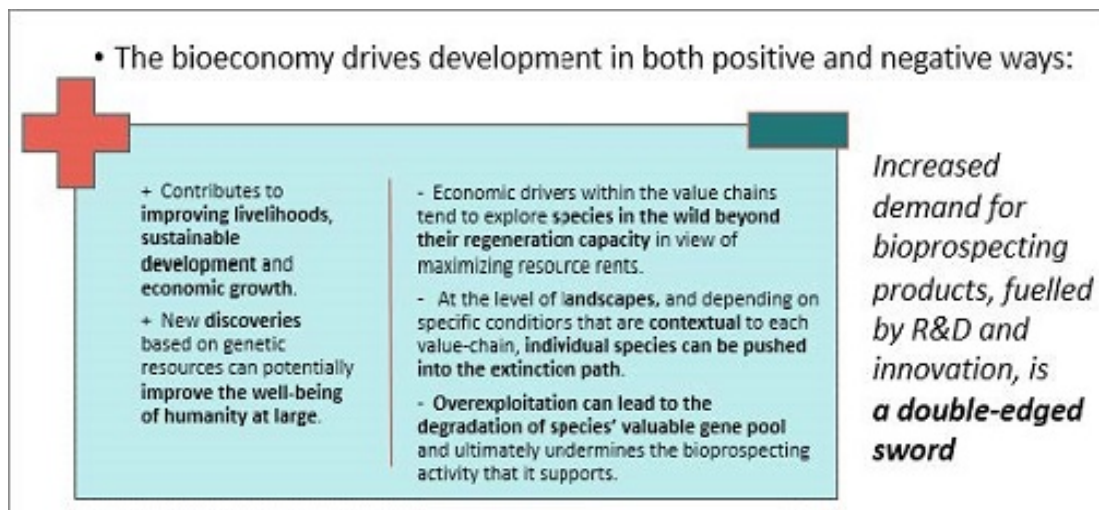 • The bioeconomy drives development in both positive and negative ways:
+ Contributes to
improving livelihoods,
sustainable
development and
economic growth.
+ New discoveries
based on genetic
resources can potentially
improve the well-being
of humanity at large.
- Economic drivers within the value chains
tend to explore species in the wild beyond
their regeneration capacity in view of
maximizing resource rents.
- At the level of landscapes, and depending on
specific conditions that are contextual to each
value-chain, individual species can be pushed
into the extinction path.
- Overexploitation can lead to the
degradation of species' valuable gene pool
and ultimately undermines the bioprospecting
activity that it supports.
Increased
demand for
bioprospecting
products, fuelled
by R&D and
innovation, is
a double-edged
sword